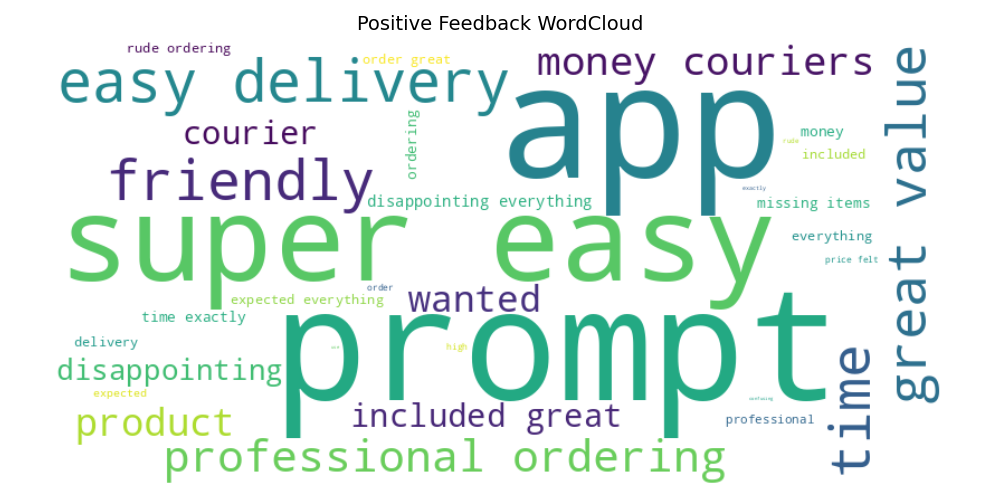 Positive Feedback WordCloud
rude ordering
order great
easy delivery
money couriers
app
great value
courier
ordering
money
rude
included
friendly
exactly
disappointing everything
missing items
super easy
everything
price felt
order
expected everything
wanted
time exactly
prompt
delivery
high
disappointing
time
expected
confusing
product
included great
professional
professional ordering